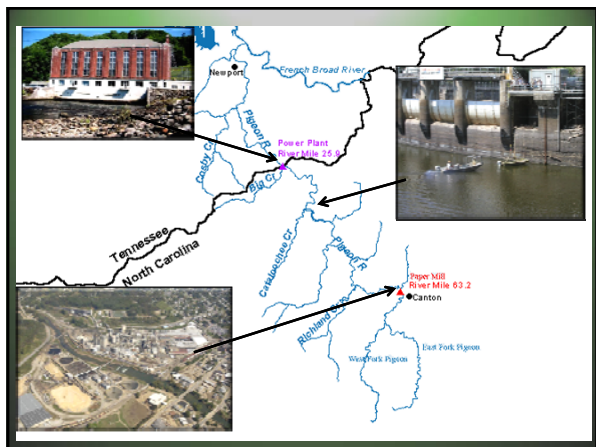 Newport
French Broad River
Pigeon R
Cosby Cr
Power Plant
River Mile 25.9
Big Cr
Tennessee
North Carolina
Cataloochee Cr
Pigeon R
Paper Mill
River Mile 63.2
Canton
Richland
East Fork Pigeon
West Fork Pigeon